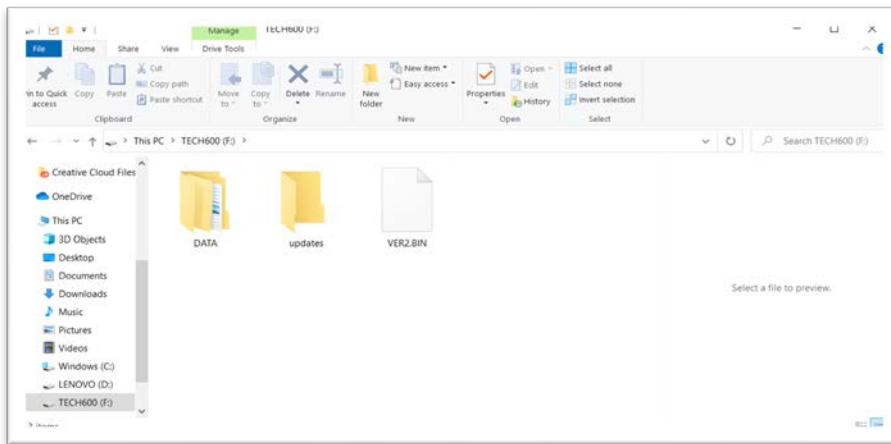 Manage TECH600 (F:)
File Home Share View Drive Tools
Copy
Paste
Cut
Copy path
Paste shortcut
Move to
Copy to
Delete
Rename
New folder
New item
Easy access
Properties
Open
Edit
History
Select all
Select none
Invert selection
access
Clipboard Organize New Open Select
This PC > TECH600 (F:) >
Search TECH600 (F:)
Creative Cloud Files
OneDrive
This PC
3D Objects
Desktop
Documents
Downloads
Music
Pictures
Videos
Windows (C:)
LENOVO (D:)
TECH600 (F:)
DATA updates VER2.BIN
Select a file to preview.